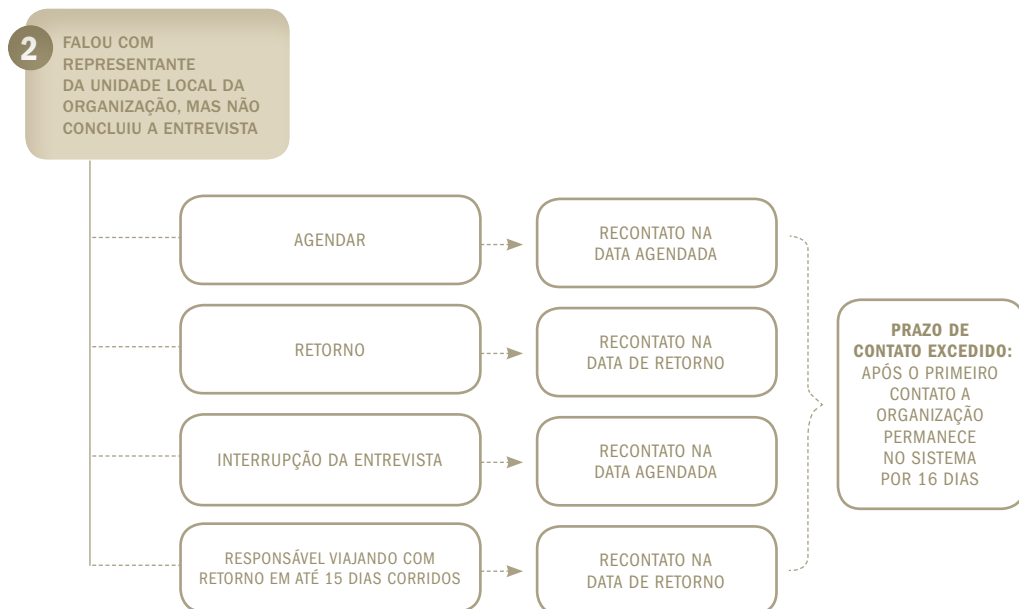 2
FALOU COM
REPRESENTANTE
DA UNIDADE LOCAL DA
ORGANIZAÇÃO, MAS NÃO
CONCLUIU A ENTREVISTA
AGENDAR
RECONTATO NA
DATA AGENDADA
RETORNO
RECONTATO NA
DATA DE RETORNO
INTERRUPÇÃO DA ENTREVISTA
RECONTATO NA
DATA AGENDADA
RESPONSÁVEL VIAJANDO COM
RETORNO EM ATÉ 15 DIAS CORRIDOS
RECONTATO NA
DATA DE RETORNO
PRAZO DE
CONTATO EXCEDIDO:
APÓS O PRIMEIRO
CONTATO A
ORGANIZAÇÃO
PERMANECE
NO SISTEMA
POR 16 DIAS